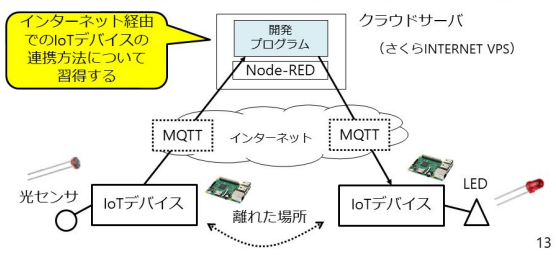 インターネット経由
でのIoTデバイスの
連携方法について
習得する
開発
プログラム
Node-RED
クラウドサーバ
（さくらINTERNET VPS）
MQTT
インターネット
MQTT
光センサ
IoTデバイス
離れた場所
IoTデバイス
LED
13